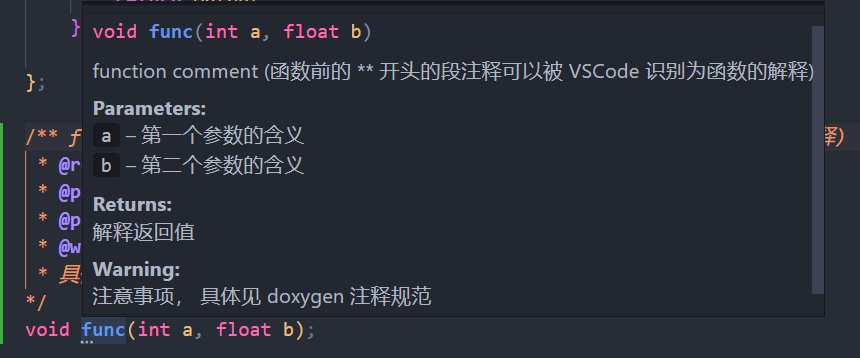 }
void func(int a, float b)
function comment (函数前的 ** 开头的段注释可以被 VSCode 识别为函数的解释)
};
Parameters:
a – 第一个参数的含义
/** f
释)
b – 第二个参数的含义
* @r
* @p
Returns:
* @p
解释返回值
* @w
Warning:
* 具
注意事项， 具体见 doxygen 注释规范
*/
void func(int a, float b);